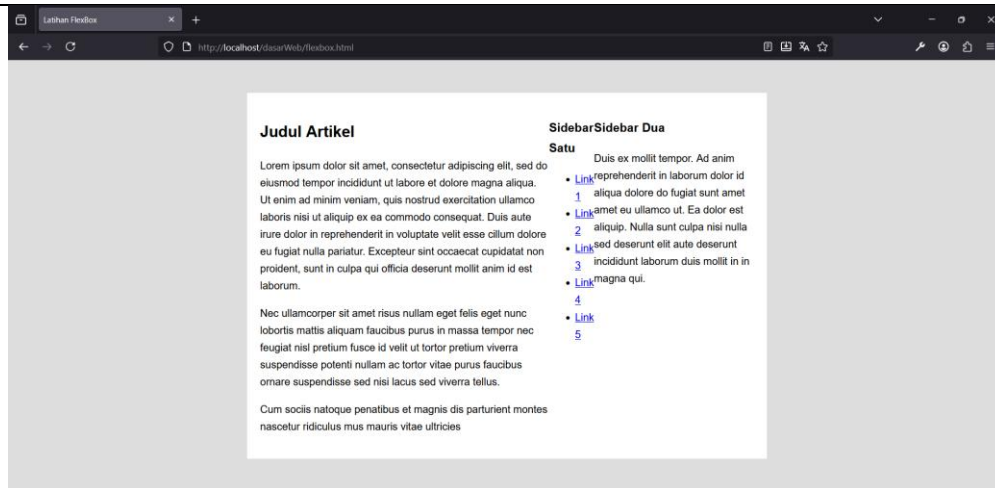 Latihan FlexBox
http://localhost/dasarWeb/flexbox.html
Judul Artikel
Lorem ipsum dolor sit amet, consectetur adipiscing elit, sed do
eiusmod tempor incididunt ut labore et dolore magna aliqua.
Ut enim ad minim veniam, quis nostrud exercitation ullamco
laboris nisi ut aliquip ex ea commodo consequat. Duis aute
irure dolor in reprehenderit in voluptate velit esse cillum dolore
eu fugiat nulla pariatur. Excepteur sint occaecat cupidatat non
proident, sunt in culpa qui officia deserunt mollit anim id est
laborum.
Nec ullamcorper sit amet risus nullam eget felis eget nunc
lobortis mattis aliquam faucibus purus in massa tempor nec
feugiat nisl pretium fusce id velit ut tortor pretium viverra
suspendisse potenti nullam ac tortor vitae purus faucibus
ornare suspendisse sed nisi lacus sed viverra tellus.
Cum sociis natoque penatibus et magnis dis parturient montes
nascetur ridiculus mus mauris vitae ultricies
Sidebar
Satu
Link
1
Link
2
Link
3
Link
4
Link
5
Sidebar Dua
Duis ex mollit tempor. Ad anim
reprehenderit in laborum dolor id
aliqua dolore do fugiat sunt amet
amet eu ullamco ut. Ea dolor est
aliquip. Nulla sunt culpa nisi nulla
sed deserunt elit aute deserunt
incididunt laborum duis mollit in in
magna qui.